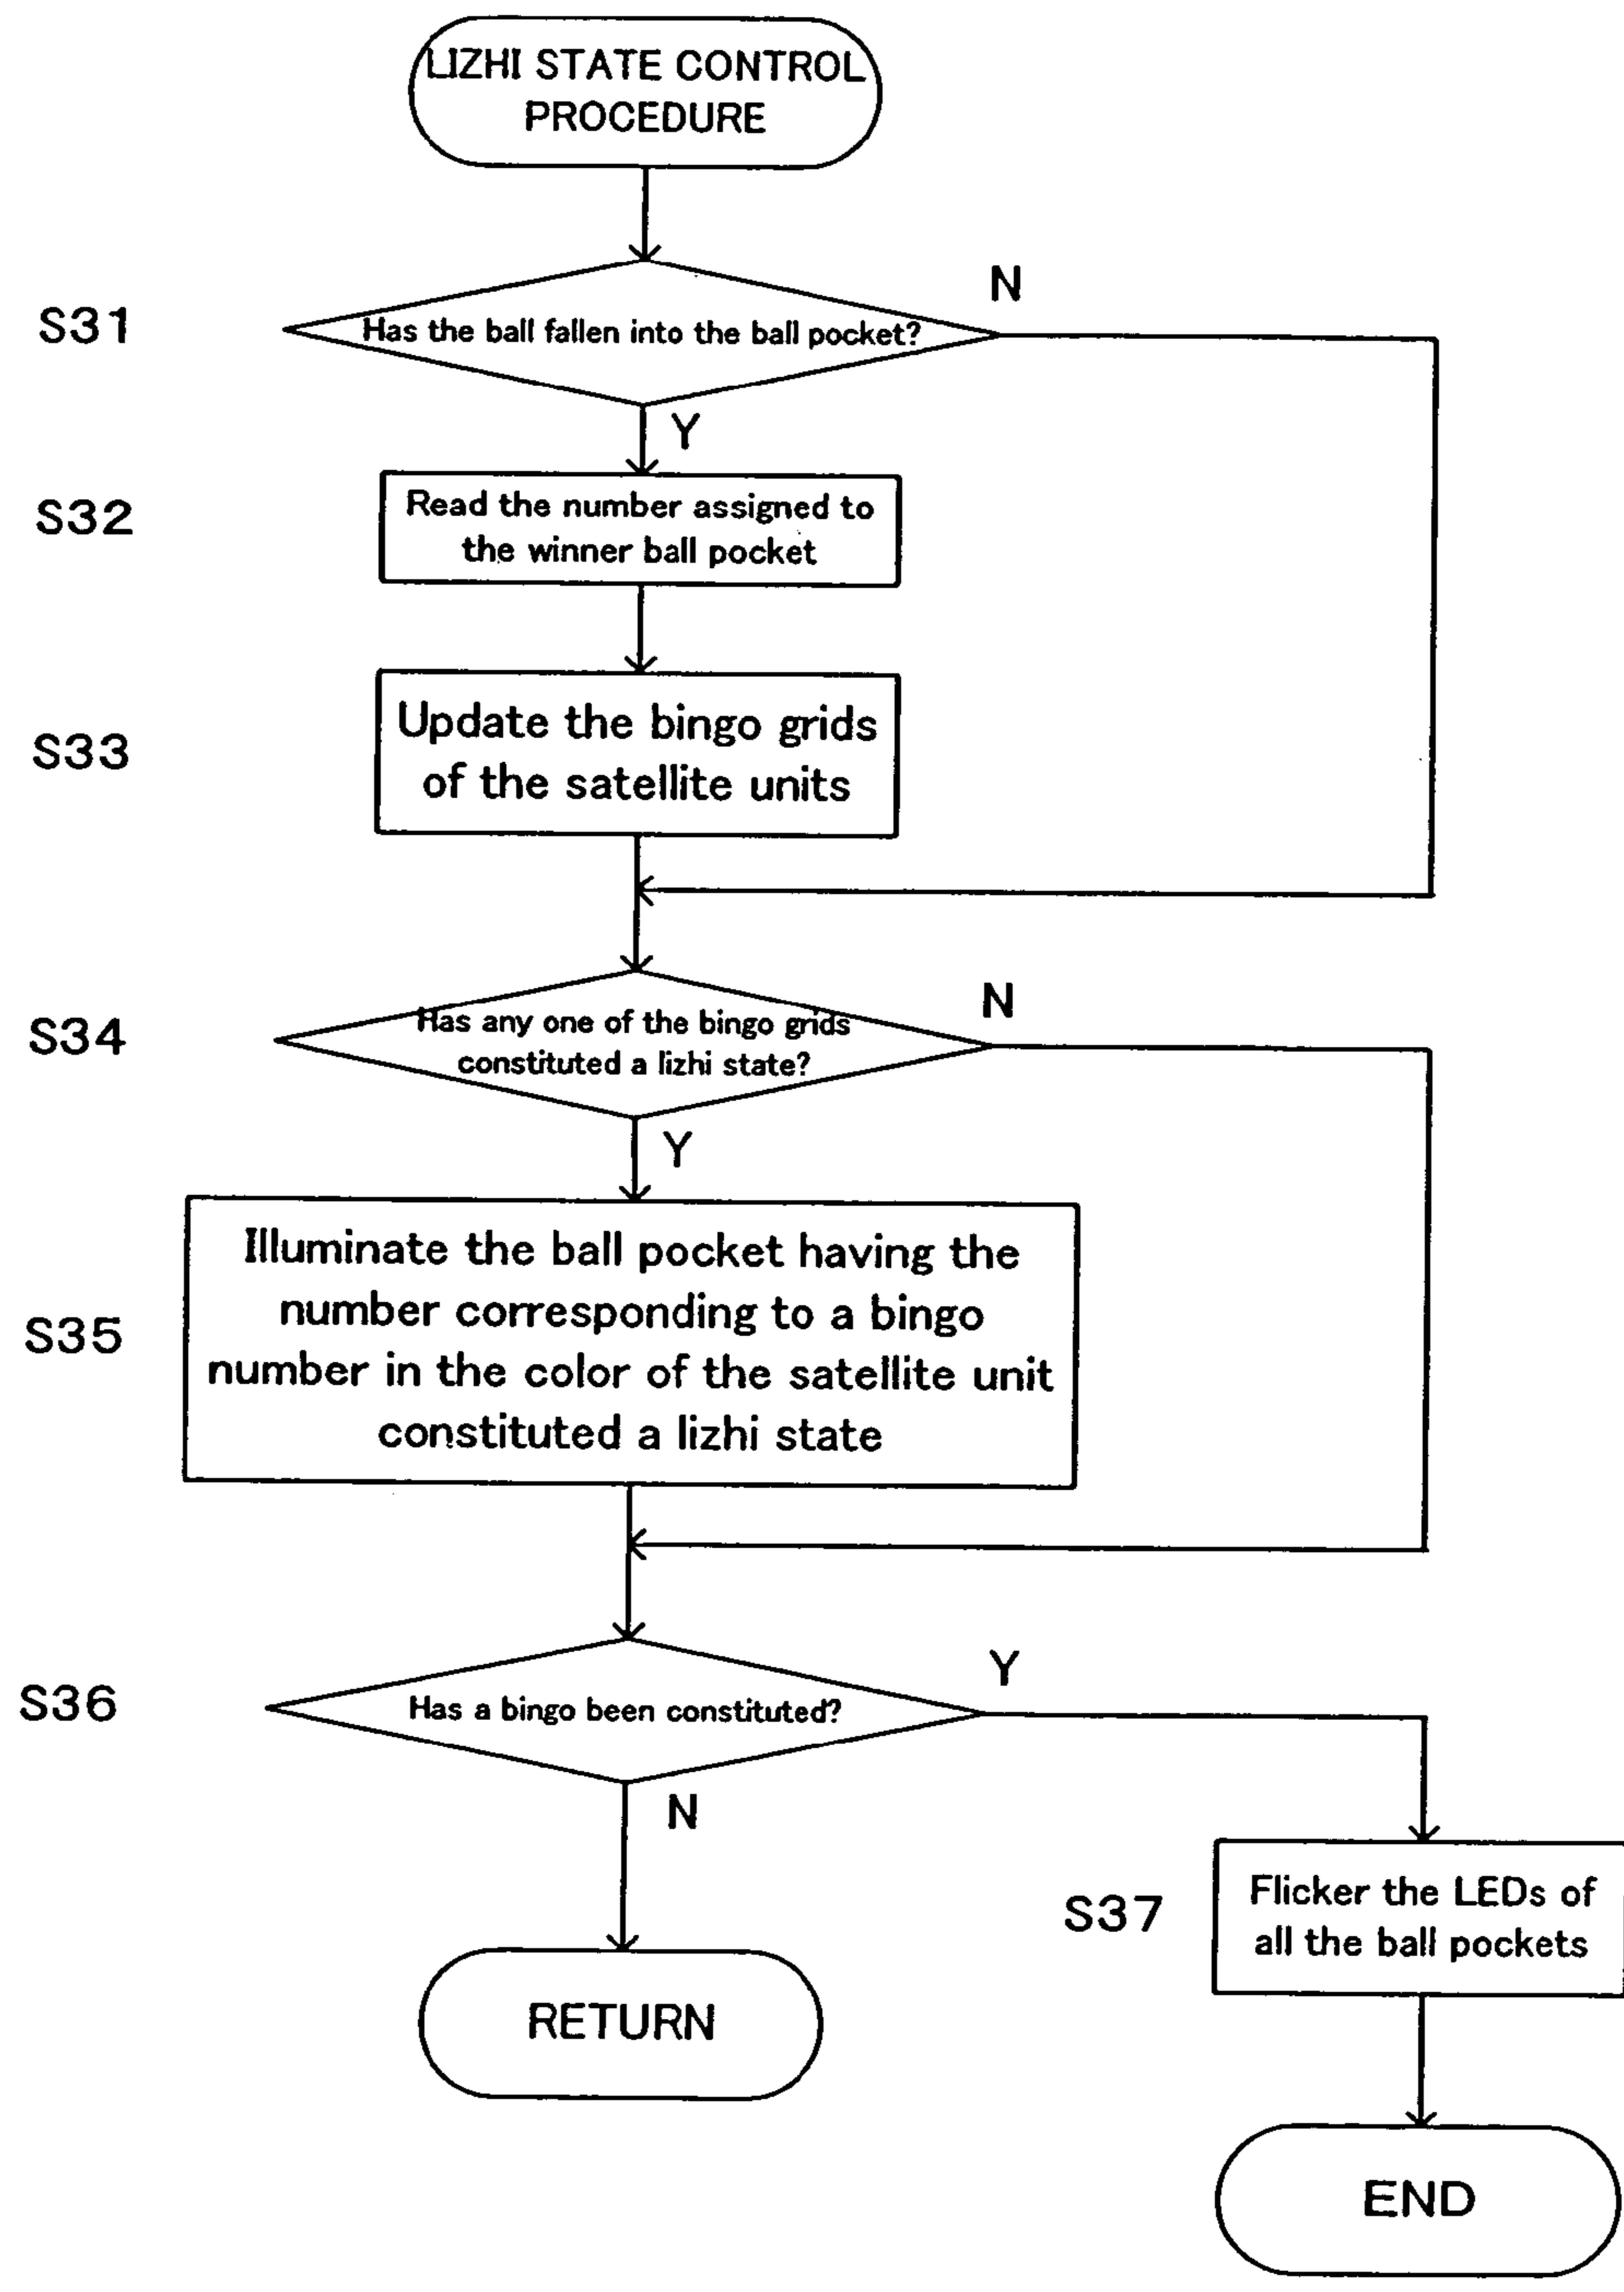 LIZHI STATE CONTROL
PROCEDURE
S31
Has the ball fallen into the ball pocket?
N
Y
S32
Read the number assigned to
the winner ball pocket
S33
Update the bingo grids
of the satellite units
S34
Has any one of the bingo grids
constituted a lizhi state?
N
Y
S35
Illuminate the ball pocket having the
number corresponding to a bingo
number in the color of the satellite unit
constituted a lizhi state
S36
Has a bingo been constituted?
Y
N
S37
Flicker the LEDs of
all the ball pockets
RETURN
END